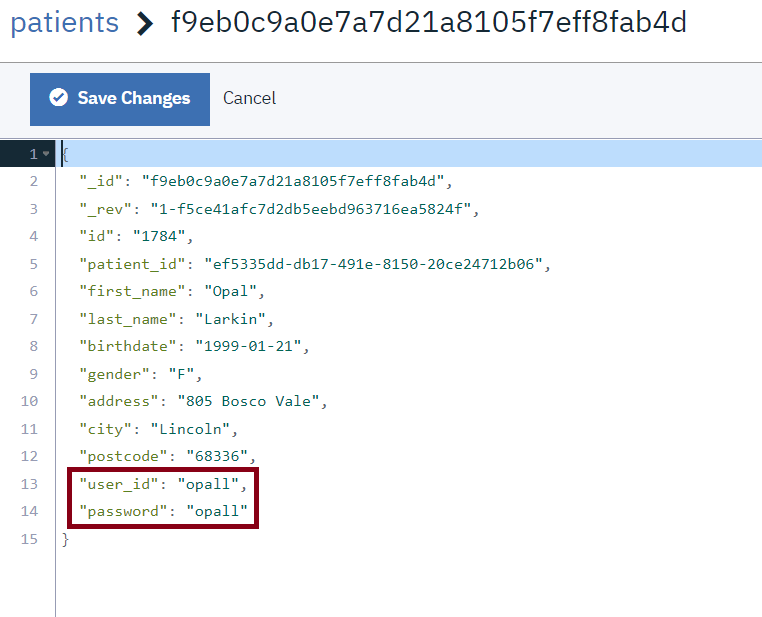 patients > f9eb0c9a0e7a7d21a8105f7eff8fab4d
Save Changes Cancel
1 {
2 "_id": "f9eb0c9a0e7a7d21a8105f7eff8fab4d",
3 "_rev": "1-f5ce41afc7d2db5eebd963716ea5824f",
4 "id": "1784",
5 "patient_id": "ef5335dd-db17-491e-8150-20ce24712b06",
6 "first_name": "Opal",
7 "last_name": "Larkin",
8 "birthdate": "1999-01-21",
9 "gender": "F",
10 "address": "805 Bosco Vale",
11 "city": "Lincoln",
12 "postcode": "68336",
13 "user_id": "opall",
14 "password": "opall"
15 }